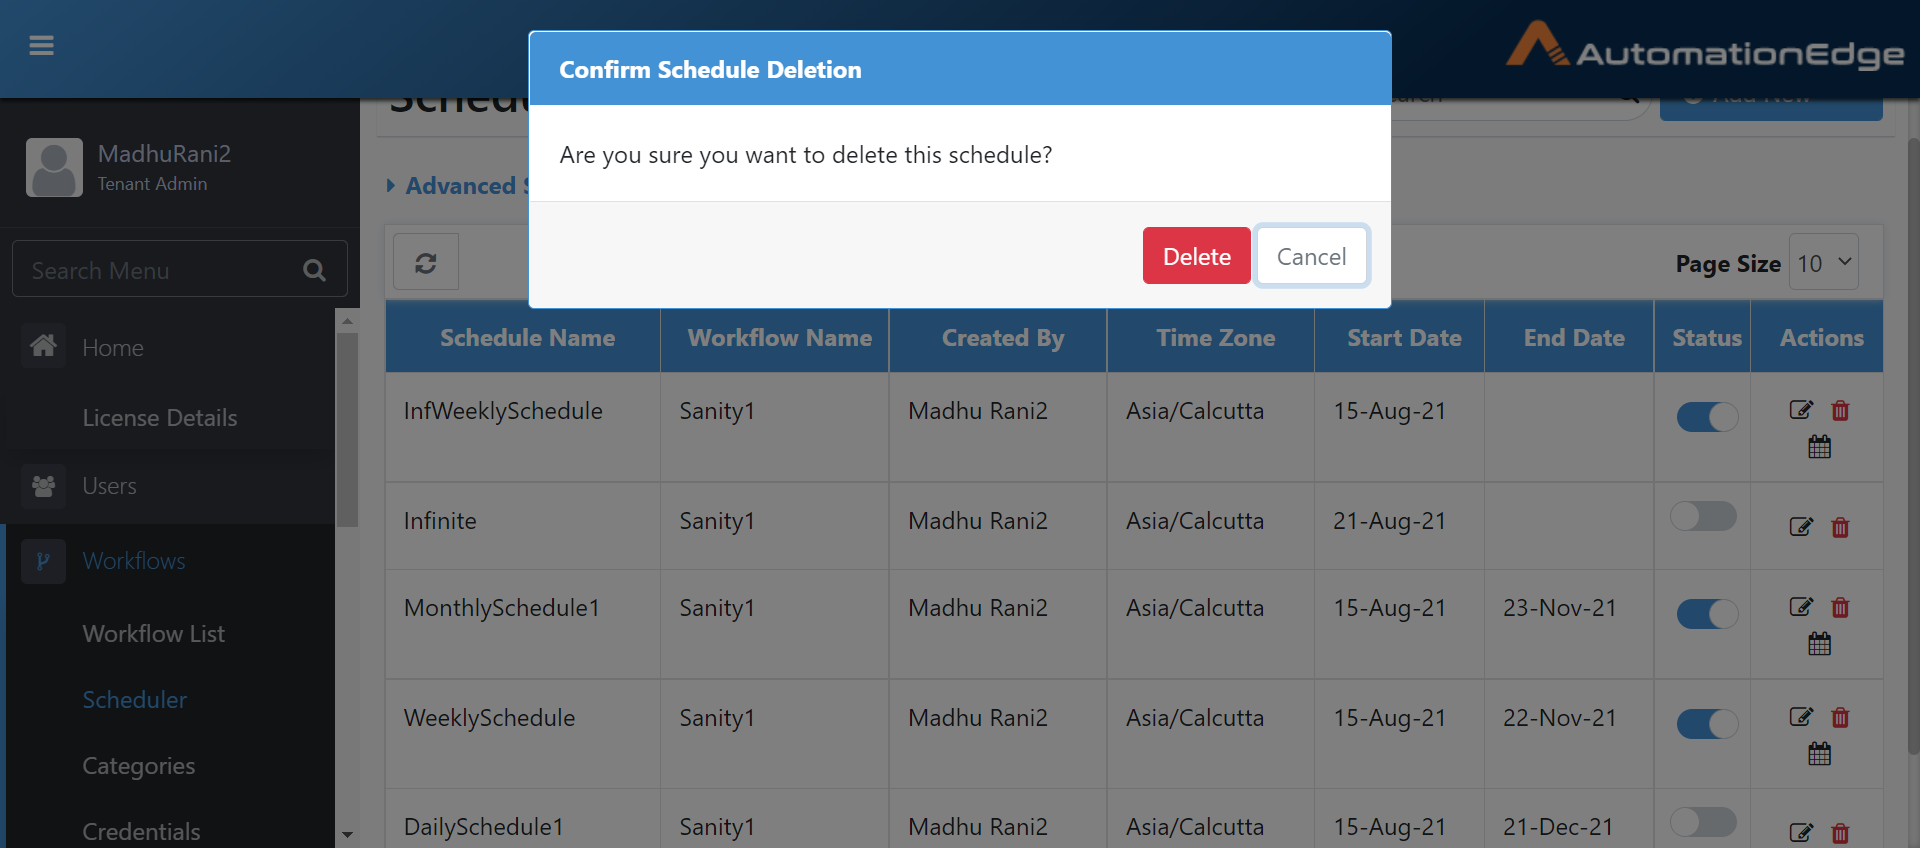 AutomationEdge
Confirm Schedule Deletion
Are you sure you want to delete this schedule?
Delete
Cancel
MadhuRani2
Tenant Admin
Search Menu
Home
License Details
Users
Workflows
Workflow List
Scheduler
Categories
Credentials
Advanced
Page Size 10
Schedule Name Workflow Name Created By Time Zone Start Date End Date Status Actions
InfWeeklySchedule Sanity1 Madhu Rani2 Asia/Calcutta 15-Aug-21
Infinite Sanity1 Madhu Rani2 Asia/Calcutta 21-Aug-21
MonthlySchedule1 Sanity1 Madhu Rani2 Asia/Calcutta 15-Aug-21 23-Nov-21
WeeklySchedule Sanity1 Madhu Rani2 Asia/Calcutta 15-Aug-21 22-Nov-21
DailySchedule1 Sanity1 Madhu Rani2 Asia/Calcutta 15-Aug-21 21-Dec-21